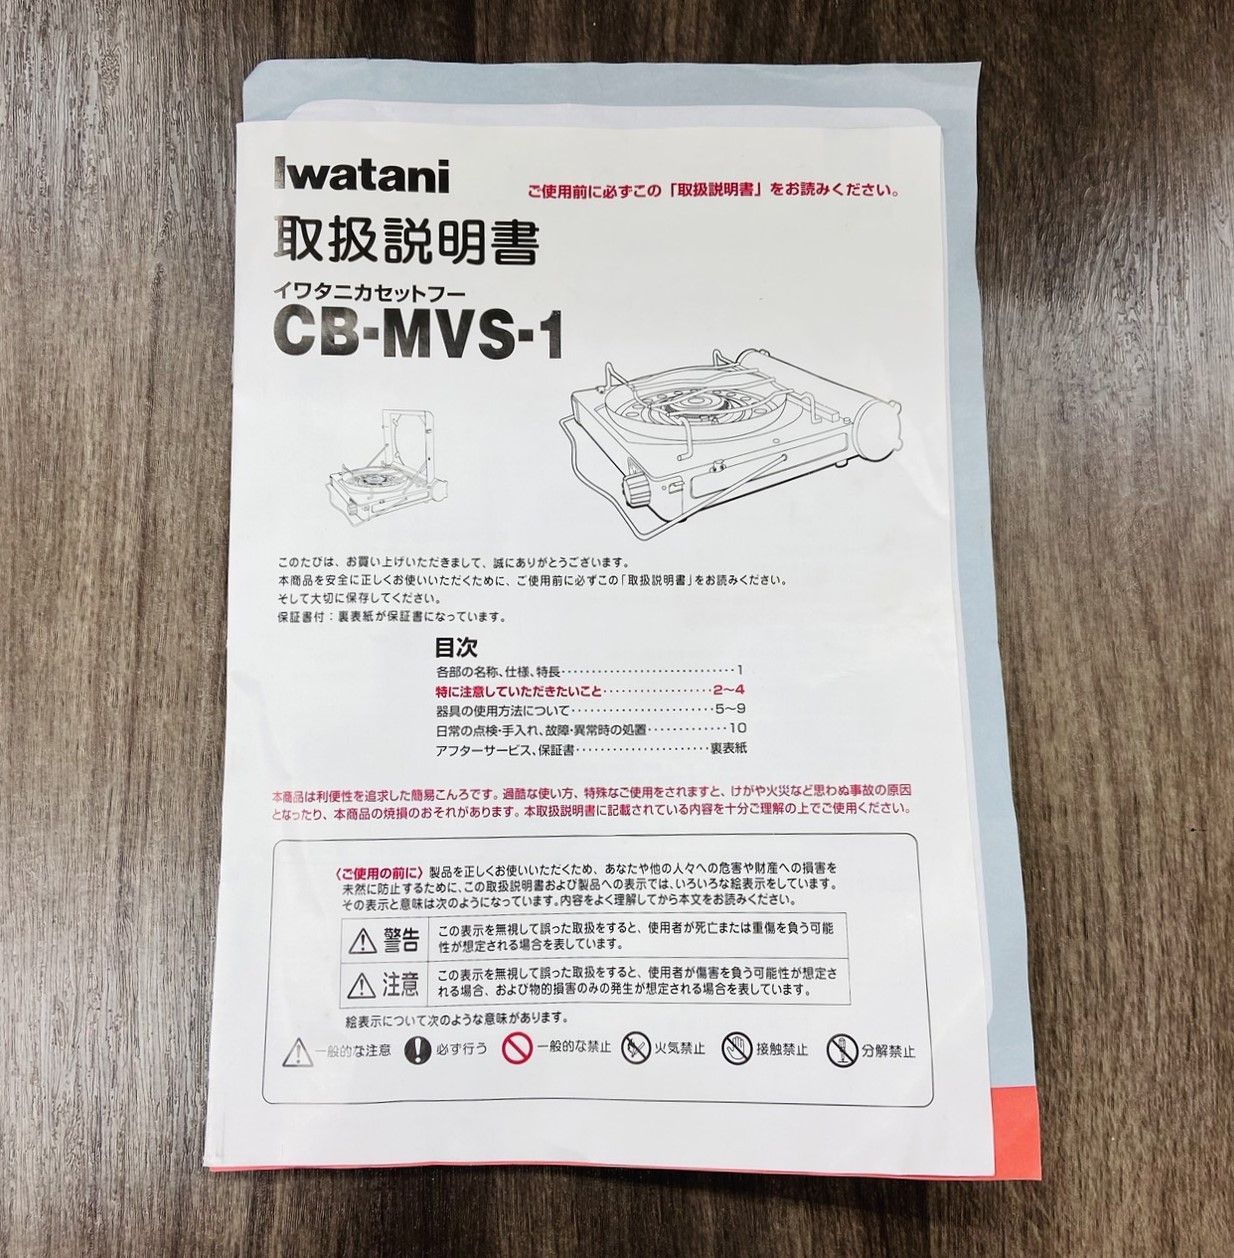 Iwatani
ご使用前に必ずこの「取扱説明書」をお読みください。
取扱説明書
イワタニカセットフー
CB-MVS-1
このたびは、お買い上げいただきまして、誠にありがとうございます。
本商品を安全に正しくお使いいただくために、ご使用前に必ずこの「取扱説明書」をお読みください。
そして大切に保存してください。
保証書付：裏表紙が保証書になっています。
目次
各部の名称、仕様、特長･････････････････････････････1
特に注意していただきたいこと･･････････････････2～4
器具の使用方法について････････････････････････5～9
日常の点検･手入れ、故障･異常時の処置･････････････10
アフターサービス、保証書･･････････････････････裏表紙
本商品は利便性を追求した簡易こんろです。過酷な使い方、特殊なご使用をされますと、けがや火災など思わぬ事故の原因
となったり、本商品の焼損のおそれがあります。本取扱説明書に記載されている内容を十分ご理解の上でご使用ください。
〈ご使用の前に〉製品を正しくお使いいただくため、あなたや他の人々への危害や財産への損害を
未然に防止するために、この取扱説明書および製品への表示では、いろいろな絵表示をしています。
その表示と意味は次のようになっています。内容をよく理解してから本文をお読みください。
警告
この表示を無視して誤った取扱をすると、使用者が死亡または重傷を負う可能
性が想定される場合を表しています。
注意
この表示を無視して誤った取扱をすると、使用者が傷害を負う可能性が想定さ
れる場合、および物的損害のみの発生が想定される場合を表しています。
絵表示について次のような意味があります。
一般的な注意 必ず行う 一般的な禁止 火気禁止 接触禁止 分解禁止